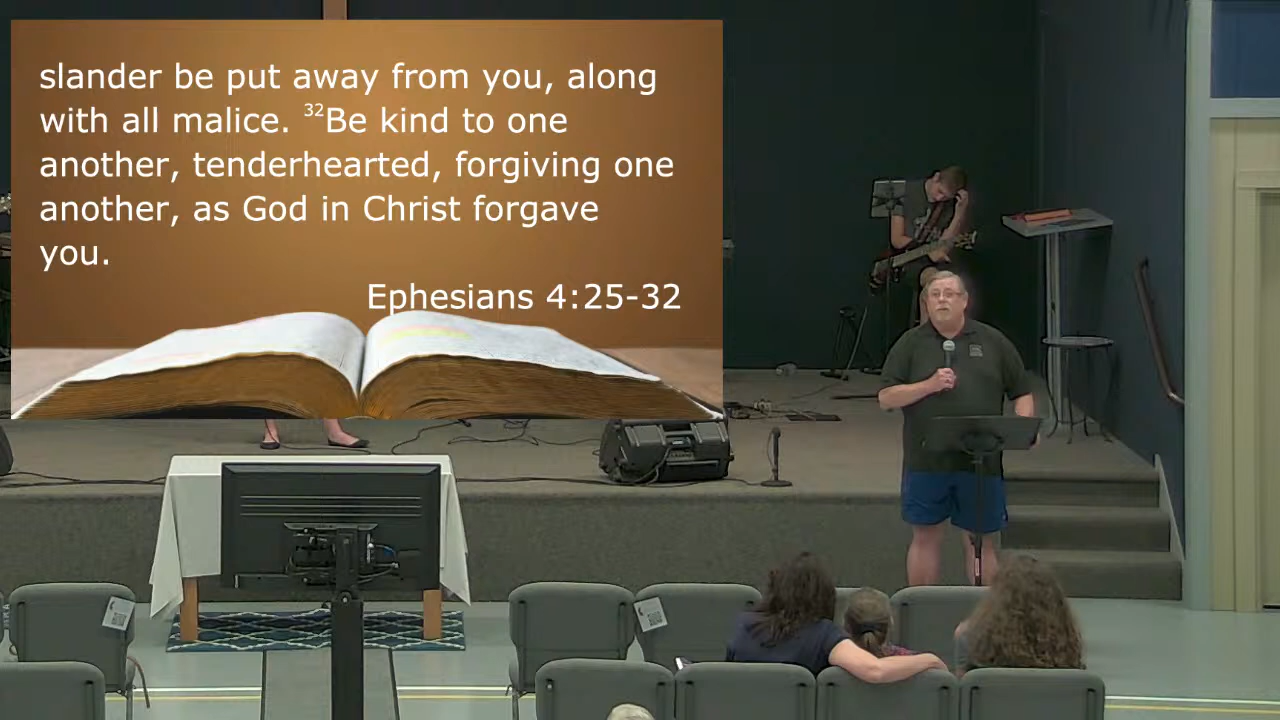 slander be put away from you, along
with all malice. ³²Be kind to one
another, tenderhearted, forgiving one
another, as God in Christ forgave
you.
Ephesians 4:25-32